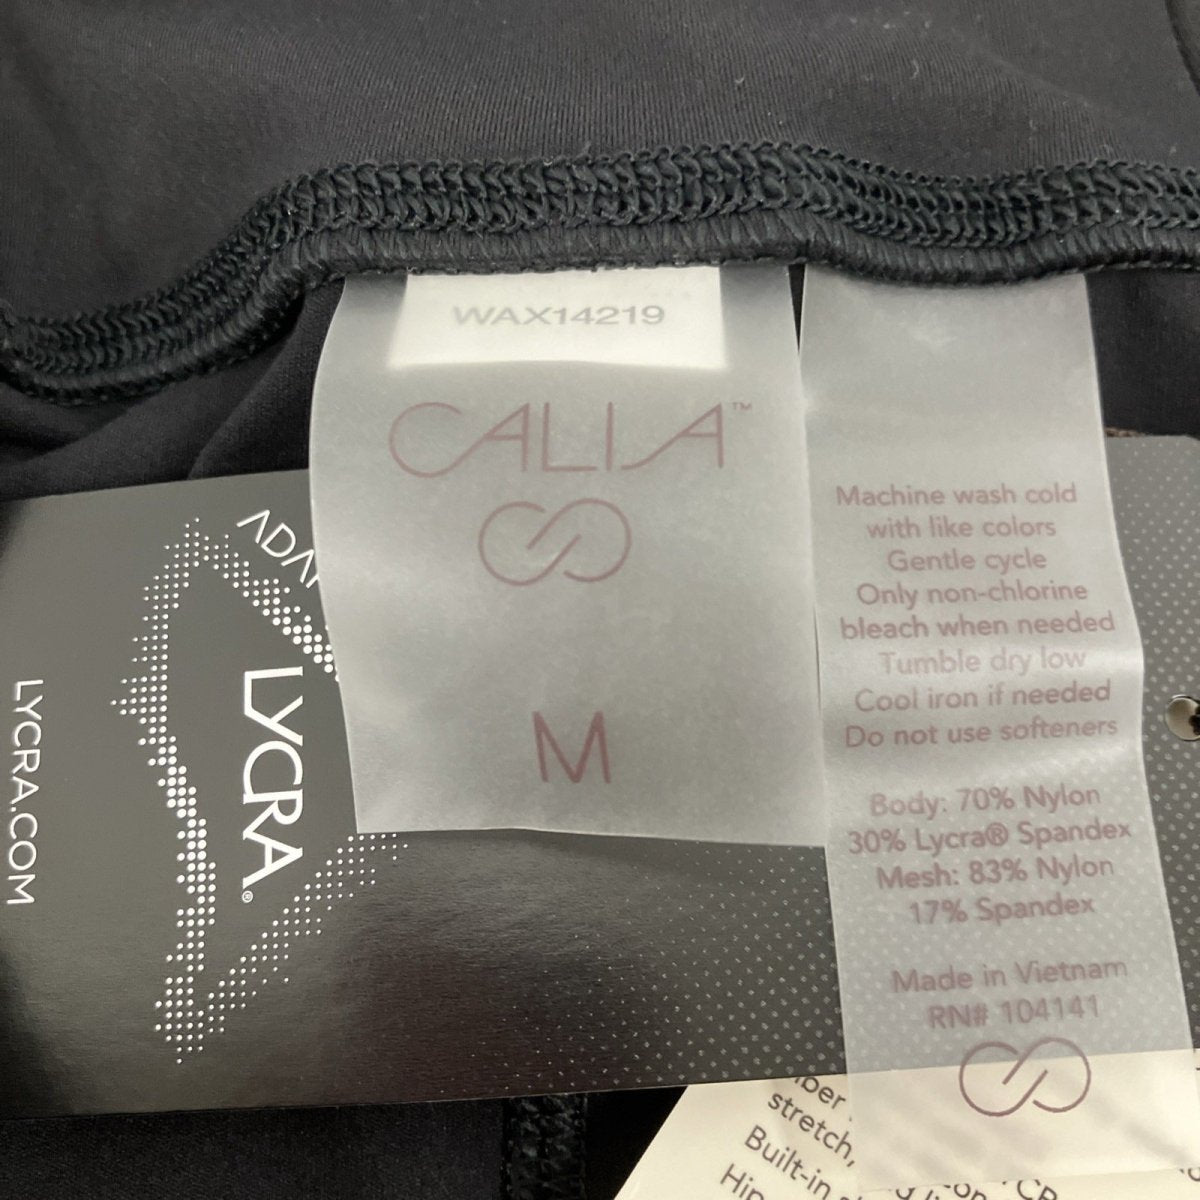 WAX14219
CALIA™
M
Machine wash cold
with like colors
Gentle cycle
Only non-chlorine
bleach when needed
Tumble dry low
Cool iron if needed
Do not use softeners
Body: 70% Nylon
30% Lycra® Spandex
Mesh: 83% Nylon
17% Spandex
Made in Vietnam
RN# 104141
LYCRA®
LYCRA.COM
stretch,
Built-in